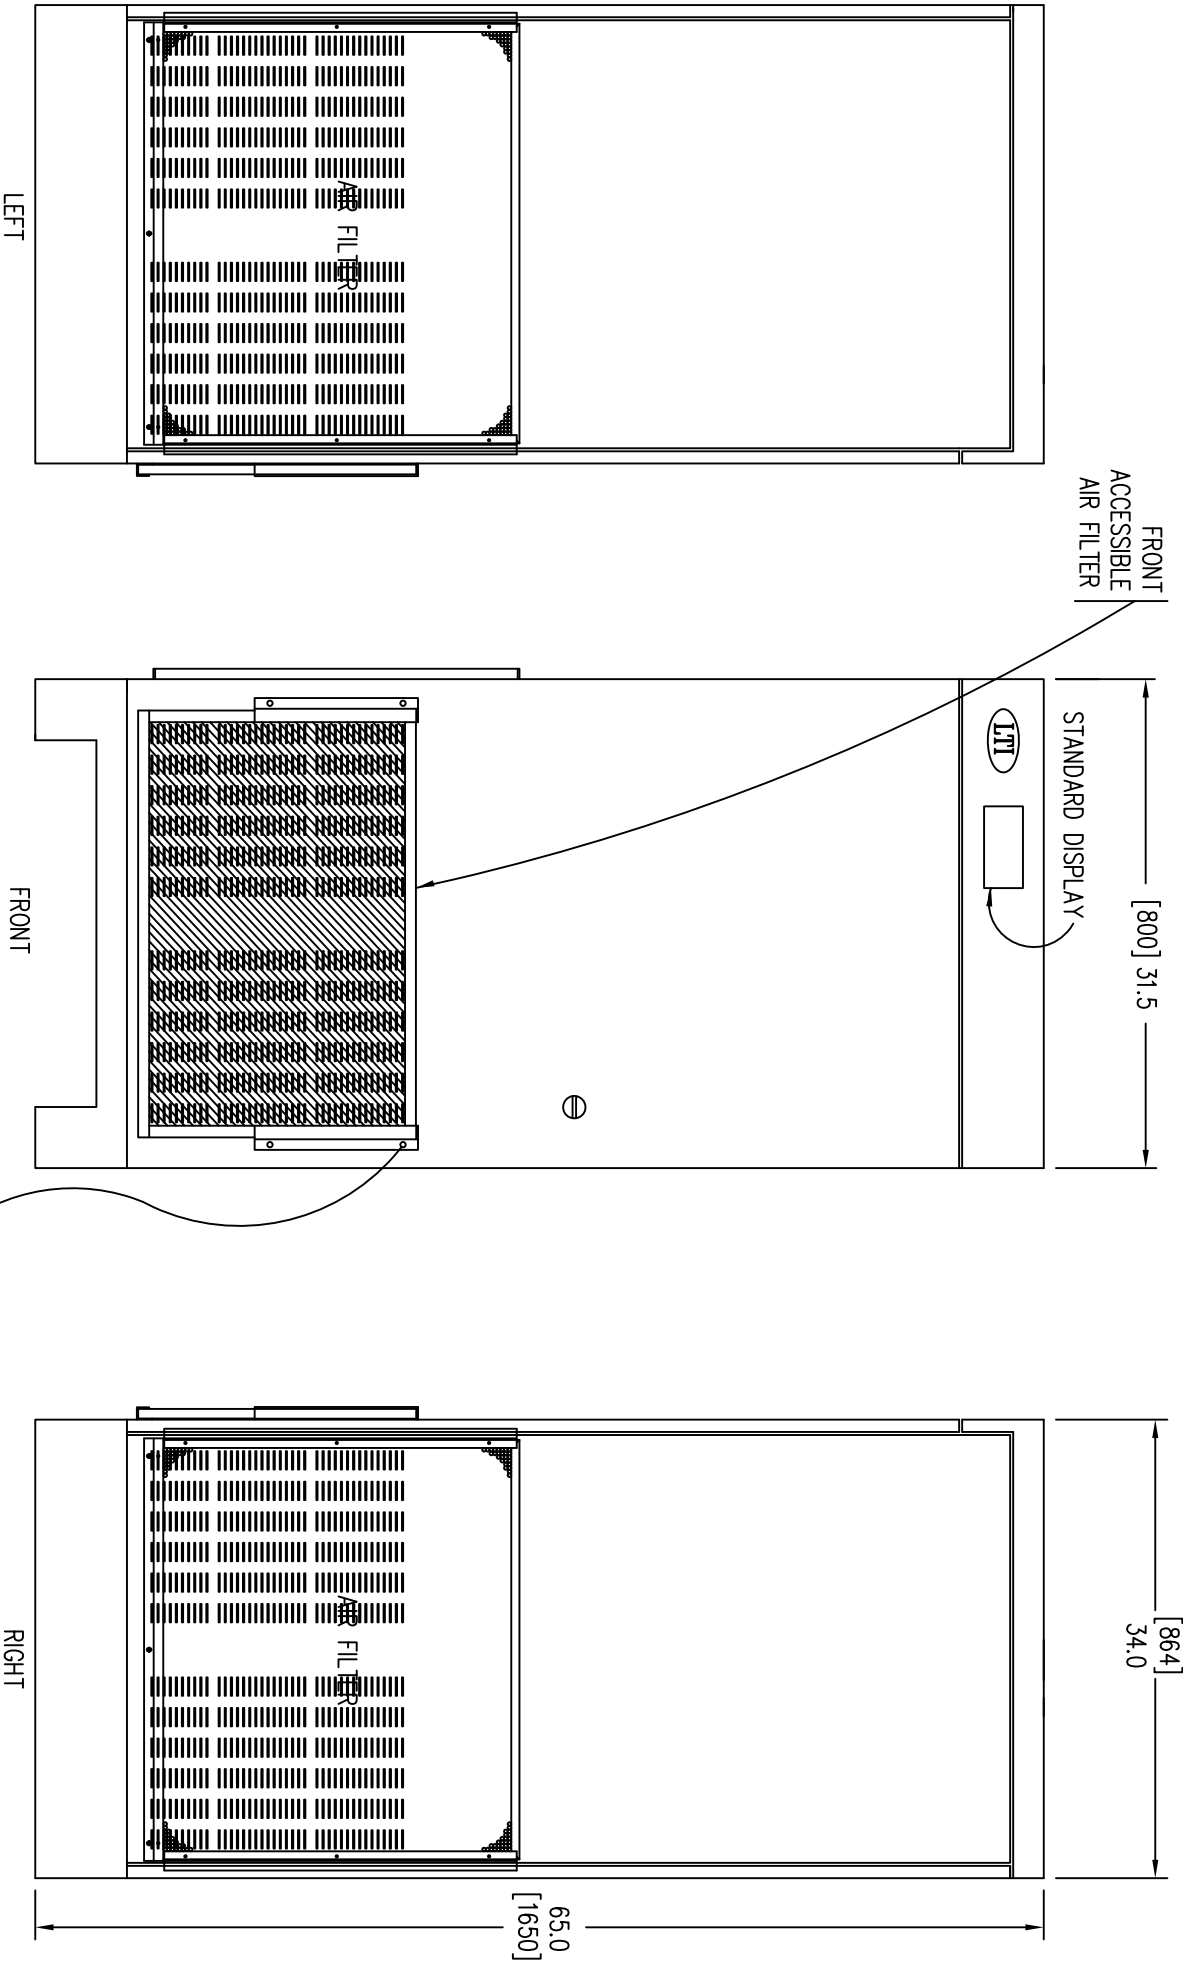 [864]
34.0
FRONT
ACCESSIBLE
AIR FILTER
[800] 31.5
STANDARD DISPLAY
LTI
AIR FILTER
AIR FILTER
65.0
[1650]
LEFT
FRONT
RIGHT